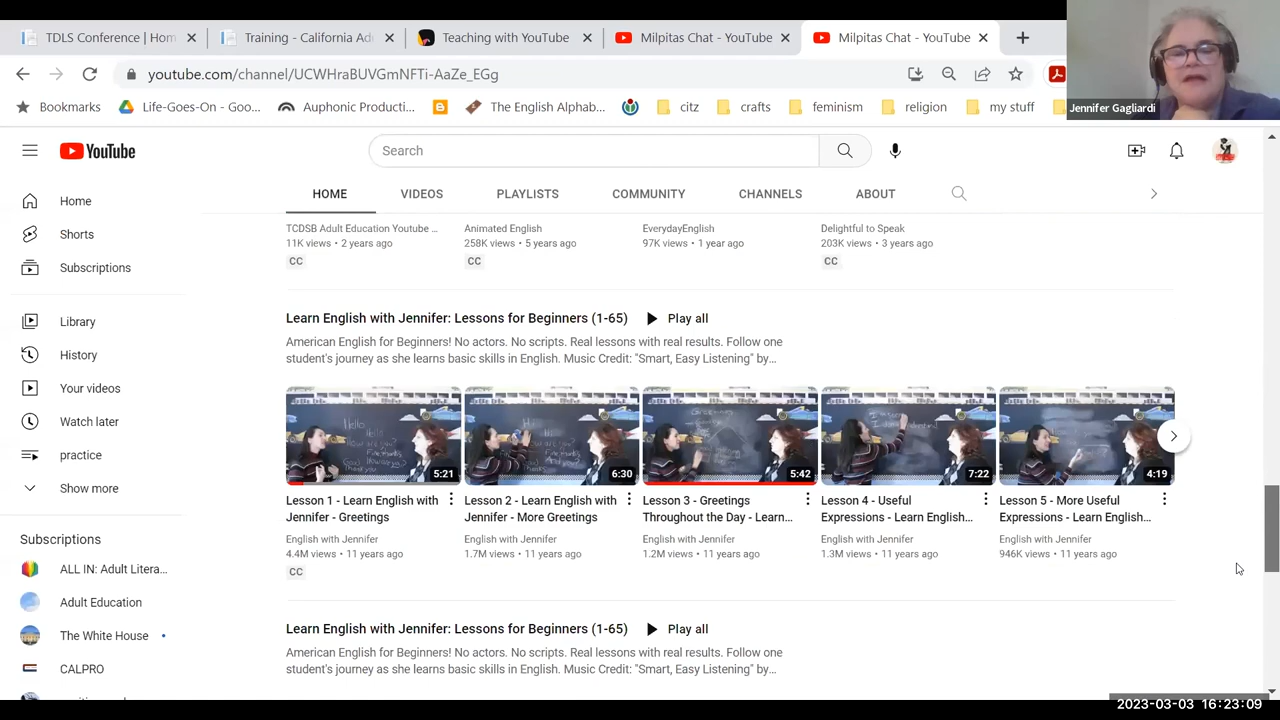 TDLS Conference | Hom
Training - California Ad
Teaching with YouTube
Milpitas Chat - YouTube
Milpitas Chat - YouTube
youtube.com/channel/UCWHraBUVGmNFTi-AaZe_EGg
Bookmarks
Life-Goes-On - Goo...
Auphonic Producti...
The English Alphab...
citz
crafts
feminism
religion
my stuff
Jennifer Gagliardi
YouTube
Search
HOME
VIDEOS
PLAYLISTS
COMMUNITY
CHANNELS
ABOUT
Home
Shorts
Subscriptions
Library
History
Your videos
Watch later
practice
Show more
Subscriptions
ALL IN: Adult Litera...
Adult Education
The White House
CALPRO
TCDSB Adult Education Youtube ...
11K views • 2 years ago
CC
Animated English
258K views • 5 years ago
CC
EverydayEnglish
97K views • 1 year ago
Delightful to Speak
203K views • 3 years ago
CC
Learn English with Jennifer: Lessons for Beginners (1-65)
Play all
American English for Beginners! No actors. No scripts. Real lessons with real results. Follow one
student's journey as she learns basic skills in English. Music Credit: "Smart, Easy Listening" by...
5:21
Lesson 1 - Learn English with
Jennifer - Greetings
English with Jennifer
4.4M views • 11 years ago
CC
6:30
Lesson 2 - Learn English with
Jennifer - More Greetings
English with Jennifer
1.7M views • 11 years ago
5:42
Lesson 3 - Greetings
Throughout the Day - Learn...
English with Jennifer
1.2M views • 11 years ago
7:22
Lesson 4 - Useful
Expressions - Learn English...
English with Jennifer
1.3M views • 11 years ago
4:19
Lesson 5 - More Useful
Expressions - Learn English...
English with Jennifer
946K views • 11 years ago
Learn English with Jennifer: Lessons for Beginners (1-65)
Play all
American English for Beginners! No actors. No scripts. Real lessons with real results. Follow one
student's journey as she learns basic skills in English. Music Credit: "Smart, Easy Listening" by...
2023-03-03 16:23:09